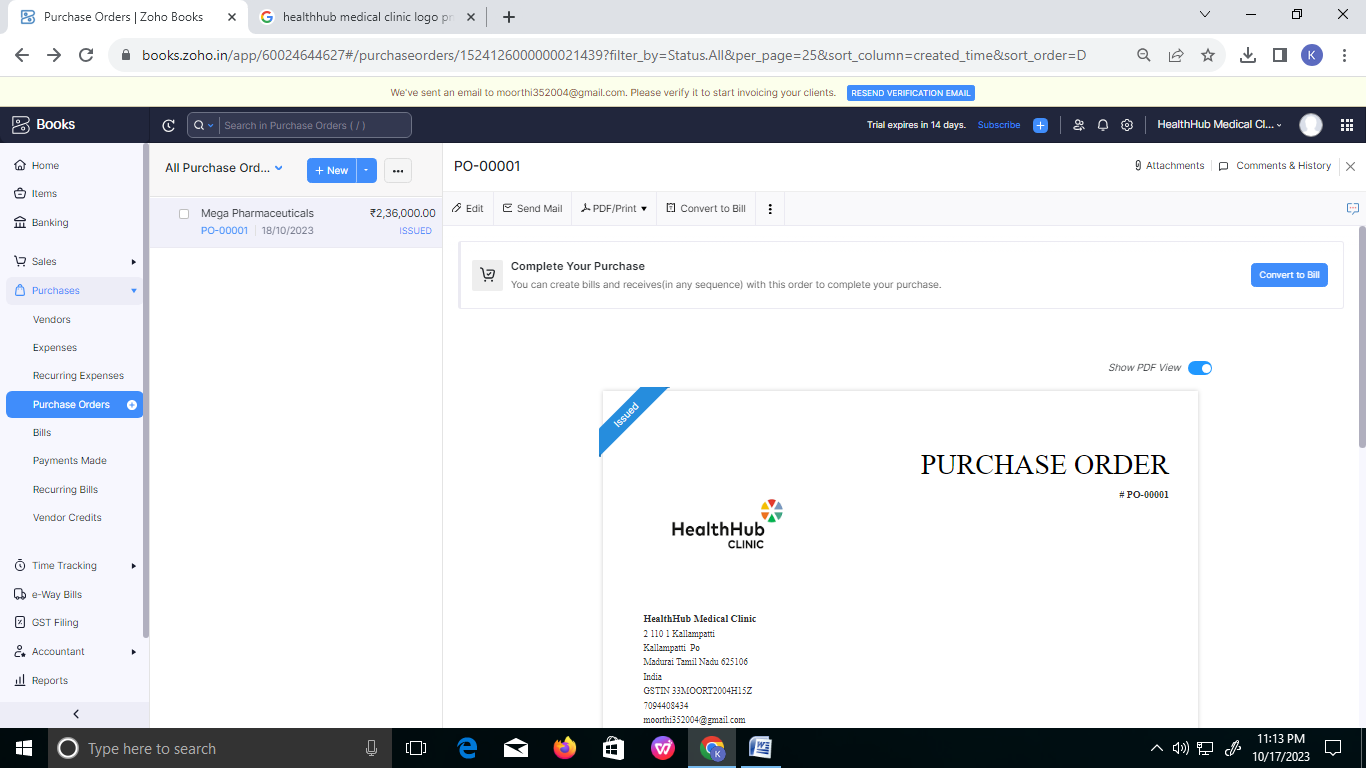 Purchase Orders | Zoho Books
healthhub medical clinic logo pr
books.zoho.in/app/60024644627#/purchaseorders/1524126000000021439?filter_by=Status.All&per_page=25&sort_column=created_time&sort_order=D
K
We've sent an email to moorthi352004@gmail.com. Please verify it to start invoicing your clients. RESEND VERIFICATION EMAIL
Books
Search in Purchase Orders ( / )
Trial expires in 14 days. Subscribe
HealthHub Medical Cl...
Home
Items
Banking
Sales
Purchases
Vendors
Expenses
Recurring Expenses
Purchase Orders
Bills
Payments Made
Recurring Bills
Vendor Credits
Time Tracking
e-Way Bills
GST Filing
Accountant
Reports
All Purchase Ord...
+ New
Mega Pharmaceuticals ₹2,36,000.00
PO-00001 | 18/10/2023 ISSUED
PO-00001
Attachments
Comments & History
Edit
Send Mail
PDF/Print
Convert to Bill
Complete Your Purchase
You can create bills and receives(in any sequence) with this order to complete your purchase.
Convert to Bill
Show PDF View
Issued
PURCHASE ORDER
# PO-00001
HealthHub
CLINIC
HealthHub Medical Clinic
2 110 1 Kallampatti
Kallampatti Po
Madurai Tamil Nadu 625106
India
GSTIN 33MOORT2004H15Z
7094408434
moorthi352004@gmail.com
Type here to search
11:13 PM
10/17/2023